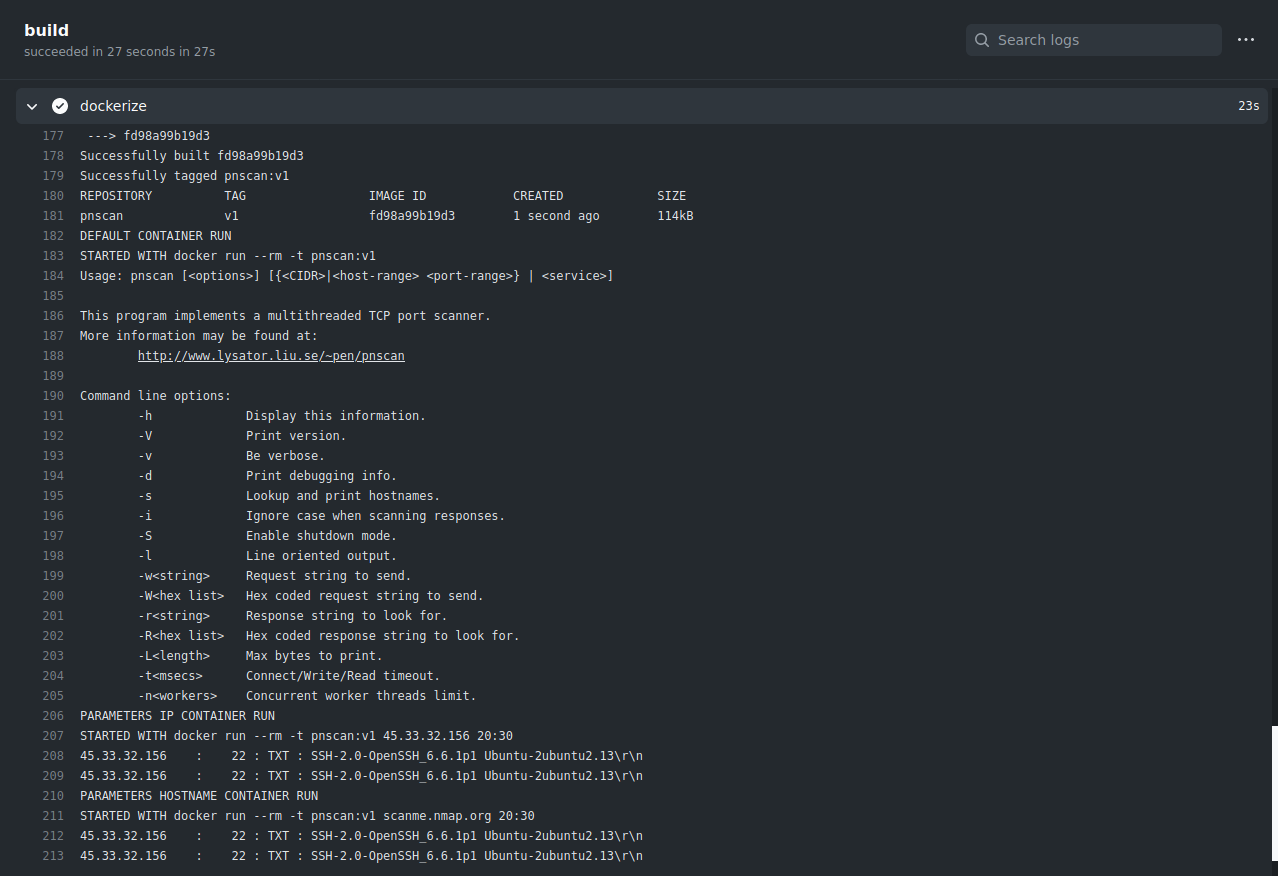 build
succeeded in 27 seconds in 27s
Search logs
dockerize 23s
177  ---> fd98a99b19d3
178 Successfully built fd98a99b19d3
179 Successfully tagged pnscan:v1
180 REPOSITORY          TAG                 IMAGE ID            CREATED             SIZE
181 pnscan              v1                  fd98a99b19d3        1 second ago        114kB
182 DEFAULT CONTAINER RUN
183 STARTED WITH docker run --rm -t pnscan:v1
184 Usage: pnscan [<options>] [{<CIDR>|<host-range> <port-range>} | <service>]
185
186 This program implements a multithreaded TCP port scanner.
187 More information may be found at:
188         http://www.lysator.liu.se/~pen/pnscan
189
190 Command line options:
191         -h             Display this information.
192         -V             Print version.
193         -v             Be verbose.
194         -d             Print debugging info.
195         -s             Lookup and print hostnames.
196         -i             Ignore case when scanning responses.
197         -S             Enable shutdown mode.
198         -l             Line oriented output.
199         -w<string>     Request string to send.
200         -W<hex list>   Hex coded request string to send.
201         -r<string>     Response string to look for.
202         -R<hex list>   Hex coded response string to look for.
203         -L<length>     Max bytes to print.
204         -t<msecs>      Connect/Write/Read timeout.
205         -n<workers>    Concurrent worker threads limit.
206 PARAMETERS IP CONTAINER RUN
207 STARTED WITH docker run --rm -t pnscan:v1 45.33.32.156 20:30
208 45.33.32.156    :    22 : TXT : SSH-2.0-OpenSSH_6.6.1p1 Ubuntu-2ubuntu2.13\r\n
209 45.33.32.156    :    22 : TXT : SSH-2.0-OpenSSH_6.6.1p1 Ubuntu-2ubuntu2.13\r\n
210 PARAMETERS HOSTNAME CONTAINER RUN
211 STARTED WITH docker run --rm -t pnscan:v1 scanme.nmap.org 20:30
212 45.33.32.156    :    22 : TXT : SSH-2.0-OpenSSH_6.6.1p1 Ubuntu-2ubuntu2.13\r\n
213 45.33.32.156    :    22 : TXT : SSH-2.0-OpenSSH_6.6.1p1 Ubuntu-2ubuntu2.13\r\n